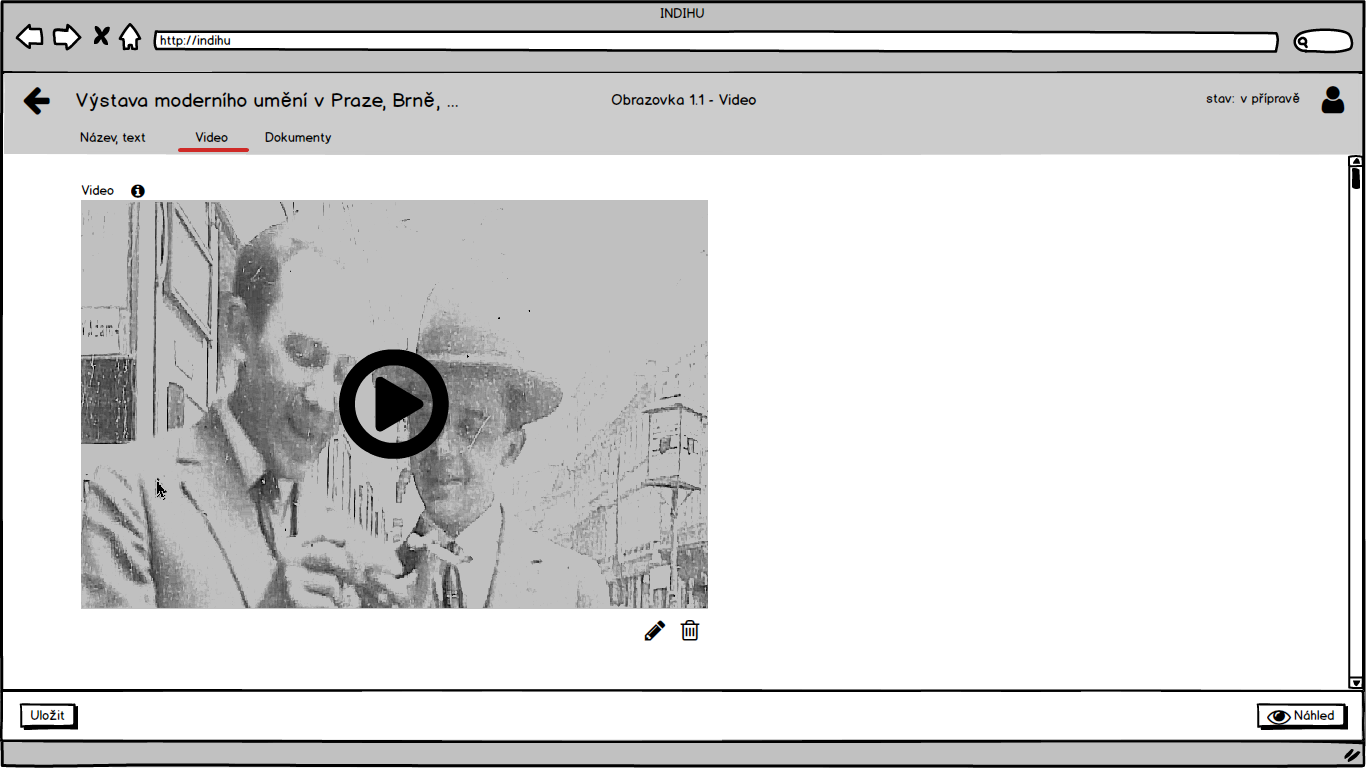 INDIHU
http://indihu
Výstava moderního umění v Praze, Brně, ...
Obrazovka 1.1 - Video
stav: v přípravě
Název, text
Video
Dokumenty
Video
Uložit
Náhled